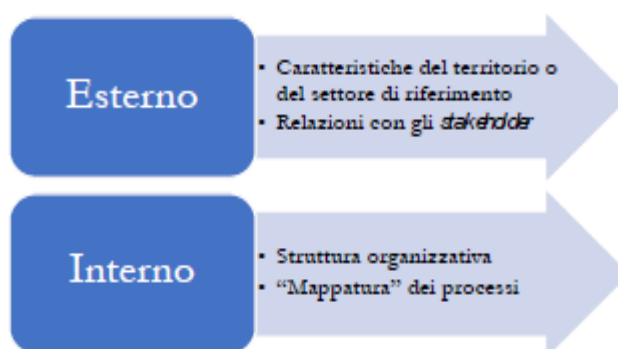 Esterno
• Caratteristiche del territorio o
del settore di riferimento
• Relazioni con gli stakeholder
Interno
• Struttura organizzativa
• “Mappatura” dei processi